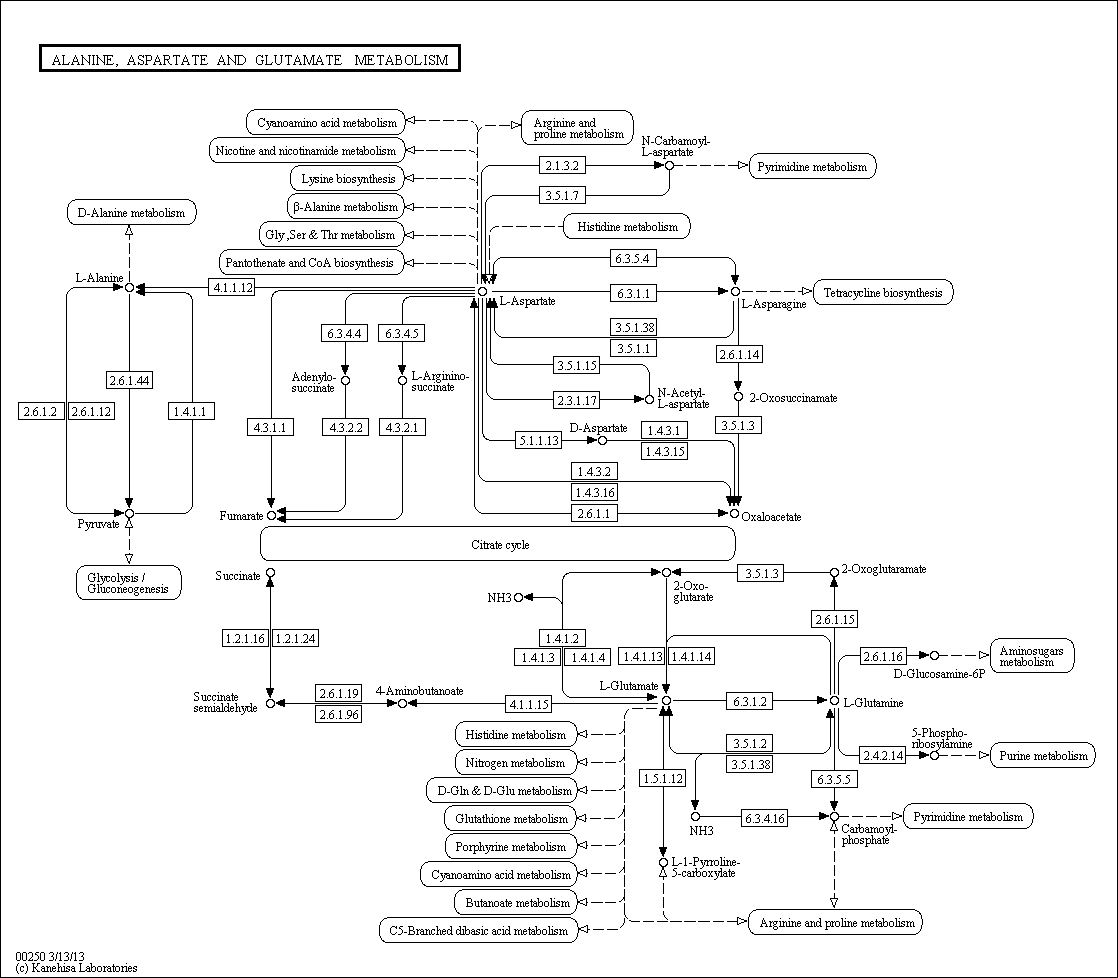 ALANINE, ASPARTATE AND GLUTAMATE METABOLISM
Cyanoamino acid metabolism
Arginine and
proline metabolism
Nicotine and nicotinamide metabolism
N-Carbamoyl-
L-aspartate
2.1.3.2
Pyrimidine metabolism
Lysine biosynthesis
3.5.1.7
β-Alanine metabolism
D-Alanine metabolism
Histidine metabolism
Gly ,Ser & Thr metabolism
Pantothenate and CoA biosynthesis
6.3.5.4
L-Alanine
4.1.1.12
L-Aspartate
6.3.1.1
L-Asparagine
Tetracycline biosynthesis
6.3.4.4
6.3.4.5
3.5.1.38
3.5.1.1
2.6.1.14
3.5.1.15
2.6.1.44
Adenylo-
succinate
L-Arginino-
succinate
2.3.1.17
N-Acetyl-
L-aspartate
2-Oxosuccinamate
2.6.1.2
2.6.1.12
1.4.1.1
4.3.1.1
4.3.2.2
4.3.2.1
D-Aspartate
5.1.1.13
1.4.3.1
1.4.3.15
3.5.1.3
1.4.3.2
1.4.3.16
2.6.1.1
Pyruvate
Fumarate
Oxaloacetate
Citrate cycle
Glycolysis /
Gluconeogenesis
Succinate
NH3
2-Oxo-
glutarate
3.5.1.3
2-Oxoglutaramate
1.2.1.16
1.2.1.24
1.4.1.2
1.4.1.3
1.4.1.4
1.4.1.13
1.4.1.14
2.6.1.15
2.6.1.16
D-Glucosamine-6P
Aminosugars
metabolism
Succinate
semialdehyde
2.6.1.19
2.6.1.96
4-Aminobutanoate
4.1.1.15
L-Glutamate
6.3.1.2
L-Glutamine
Histidine metabolism
Nitrogen metabolism
D-Gln & D-Glu metabolism
Glutathione metabolism
Porphyrine metabolism
Cyanoamino acid metabolism
Butanoate metabolism
C5-Branched dibasic acid metabolism
3.5.1.2
3.5.1.38
5-Phospho-
ribosylamine
2.4.2.14
Purine metabolism
1.5.1.12
6.3.5.5
NH3
6.3.4.16
Carbamoyl-
phosphate
Pyrimidine metabolism
L-1-Pyrroline-
5-carboxylate
Arginine and proline metabolism
00250 3/13/13
(c) Kanehisa Laboratories